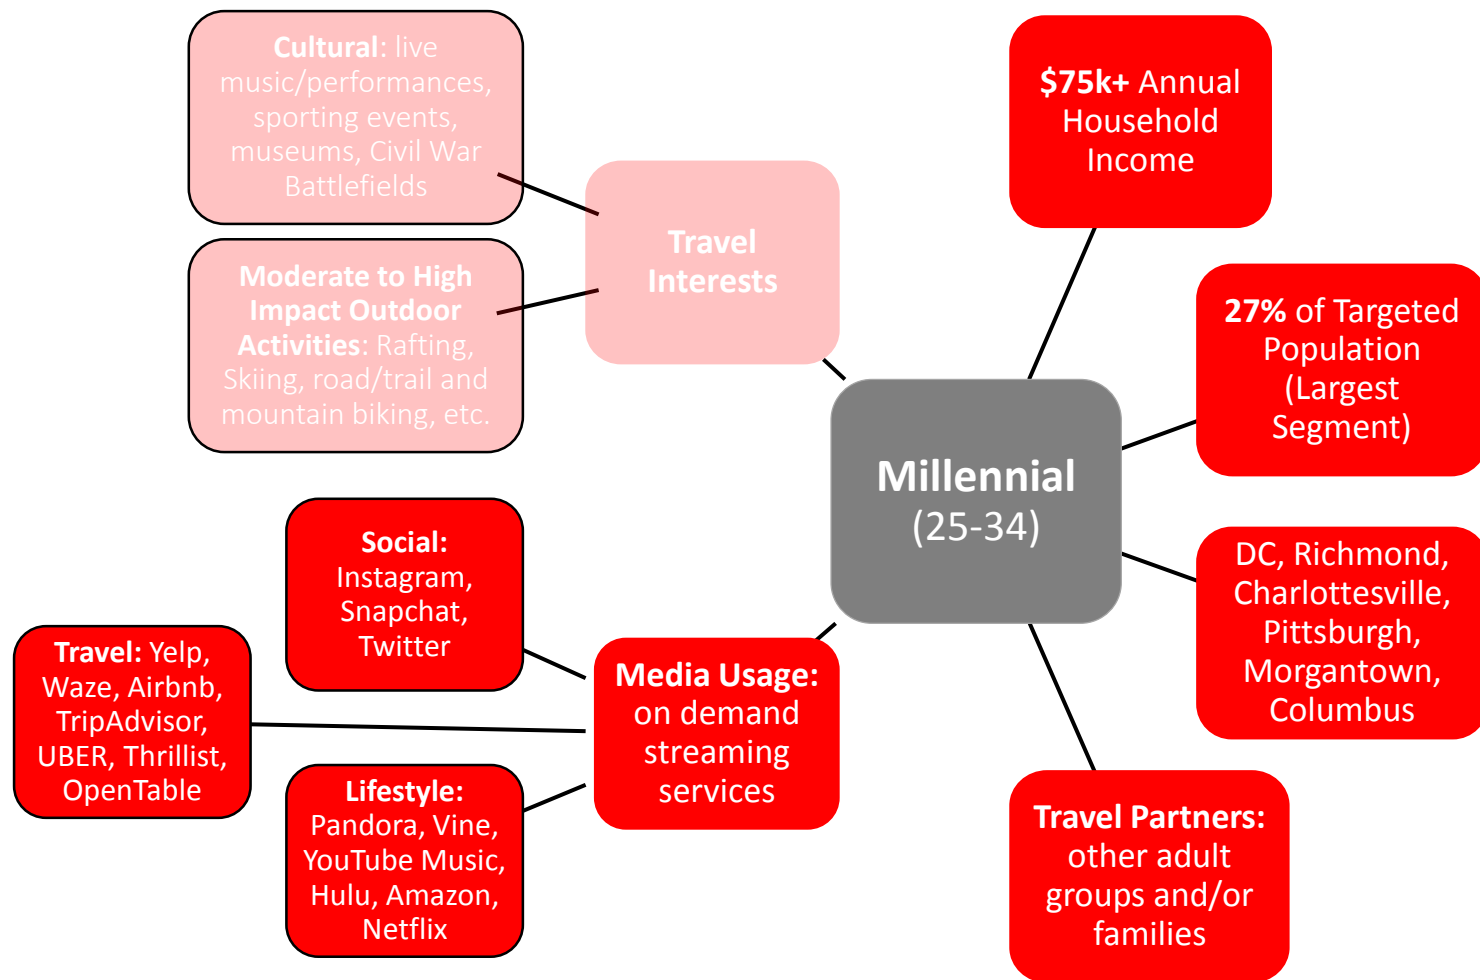 Cultural: live
music/performances,
sporting events,
museums, Civil War
Battlefields
Moderate to High
Impact Outdoor
Activities: Rafting,
Skiing, road/trail and
mountain biking, etc.
Travel
Interests
$75k+ Annual
Household
Income
27% of Targeted
Population
(Largest
Segment)
Millennial
(25-34)
DC, Richmond,
Charlottesville,
Pittsburgh,
Morgantown,
Columbus
Social:
Instagram,
Snapchat,
Twitter
Travel: Yelp,
Waze, Airbnb,
TripAdvisor,
UBER, Thrillist,
OpenTable
Lifestyle:
Pandora, Vine,
YouTube Music,
Hulu, Amazon,
Netflix
Media Usage:
on demand
streaming
services
Travel Partners:
other adult
groups and/or
families